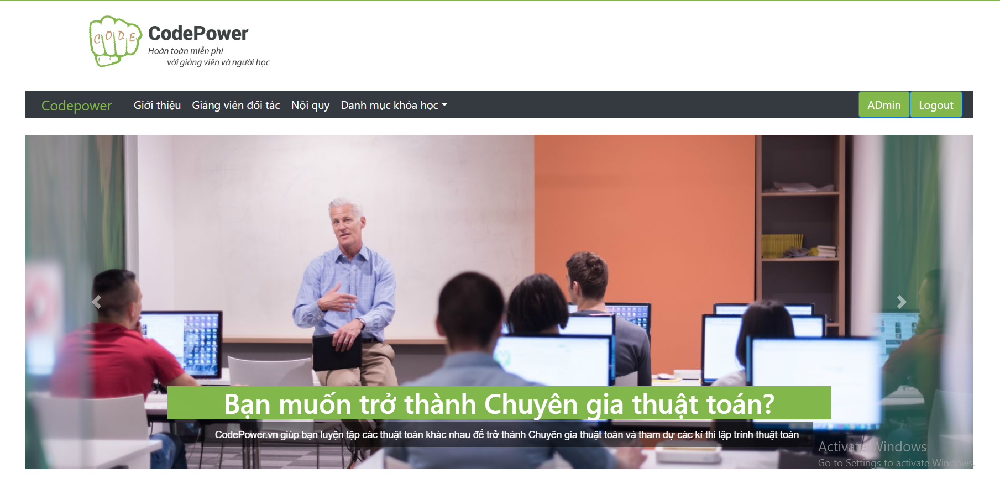 CODE
CodePower
Hoàn toàn miễn phí
với giảng viên và người học
Codepower Giới thiệu Giảng viên đối tác Nội quy Danh mục khóa học ADmin Logout
Bạn muốn trở thành Chuyên gia thuật toán?
CodePower.vn giúp bạn luyện tập các thuật toán khác nhau để trở thành Chuyên gia thuật toán và tham dự các kì thi lập trình thuật toán
Activate Windows
Go to Settings to activate Windows.